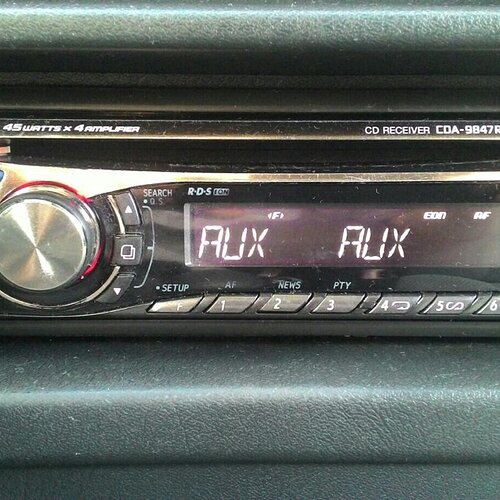 45 WATTS X 4 AMPLIFIER
CD RECEIVER CDA-9847R
SEARCH
Q.S.
R·D·S EON
(F) EON AF
AUX AUX
SETUP AF NEWS PTY
F 1 2 3 4 5 6